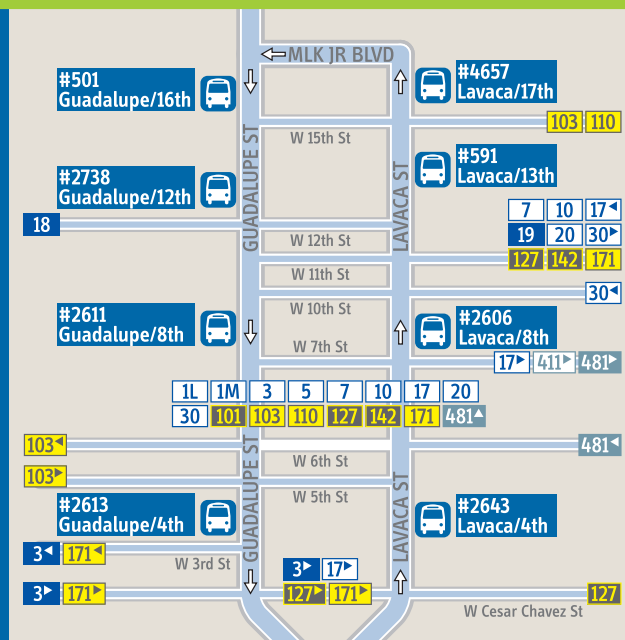 MLK JR BLVD
#501
Guadalupe/16th
#4657
Lavaca/17th
103 110
W 15th St
GUADALUPE ST
LAVACA ST
#591
Lavaca/13th
#2738
Guadalupe/12th
7 10 17◄
18
19 20 30►
W 12th St
127 142 171
W 11th St
30◄
W 10th St
#2611
Guadalupe/8th
#2606
Lavaca/8th
W 7th St
17► 411► 481►
1L 1M 3 5 7 10 17 20
30 101 103 110 127 142 171 481▲
103◄
481◄
W 6th St
103►
GUADALUPE ST
LAVACA ST
W 5th St
#2613
Guadalupe/4th
#2643
Lavaca/4th
3◄ 171◄
W 3rd St
3► 17►
3► 171►
127► 171►
127
W Cesar Chavez St